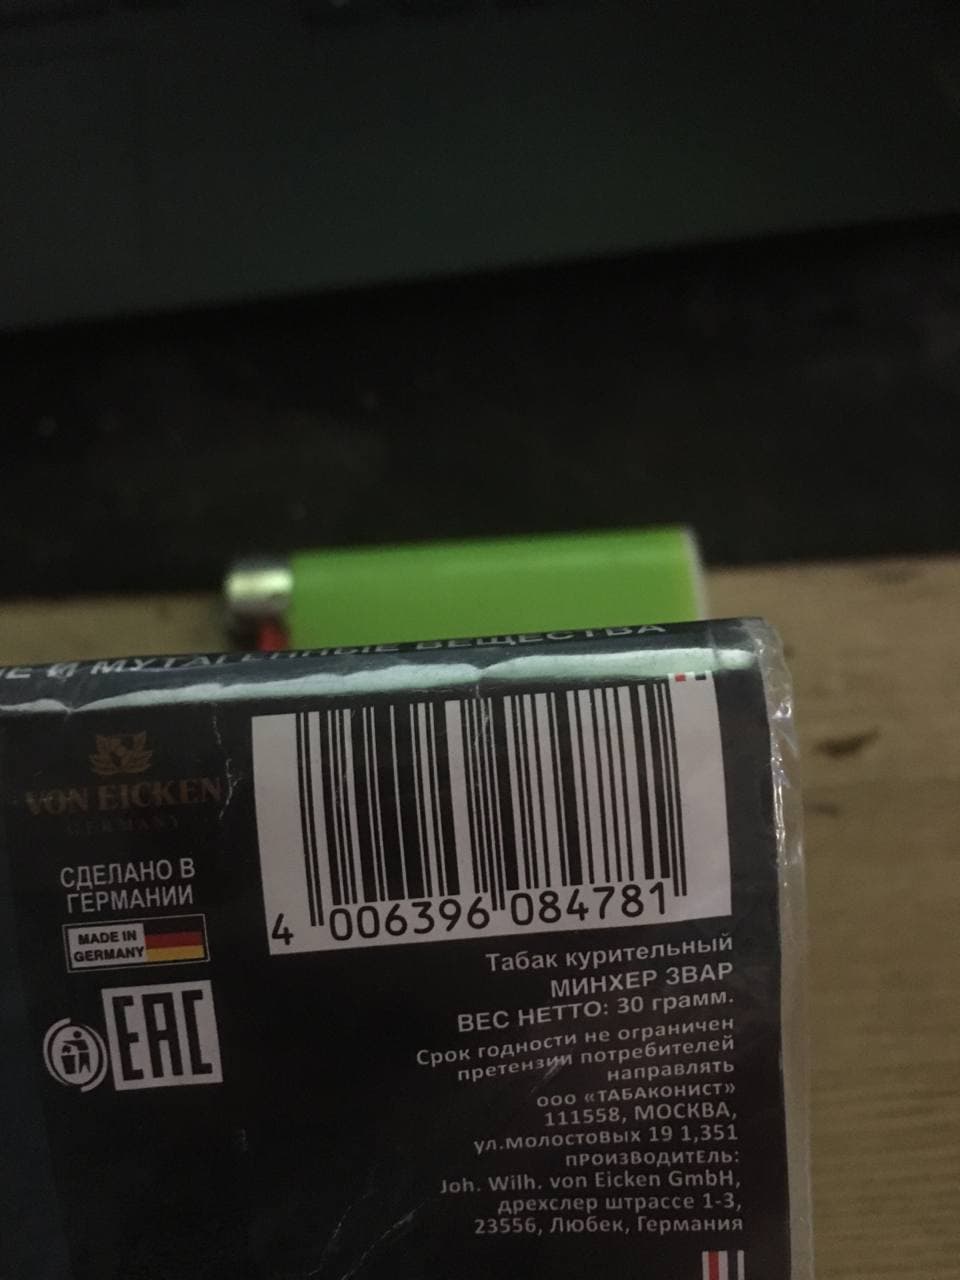 Е И МУТАГЕННЫЕ ВЕЩЕСТВА
VON EICKEN
GERMANY
СДЕЛАНО В
ГЕРМАНИИ
MADE IN
GERMANY
EAC
4 006396 084781
Табак курительный
МИНХЕР ЗВАР
ВЕС НЕТТО: 30 грамм.
Срок годности не ограничен
претензии потребителей
направлять
ООО «ТАБАКОНИСТ»
111558, МОСКВА,
ул.Молостовых 19 1,351
ПРОИЗВОДИТЕЛЬ:
Joh. Wilh. von Eicken GmbH,
дрехслер штрассе 1-3,
23556, Любек, Германия